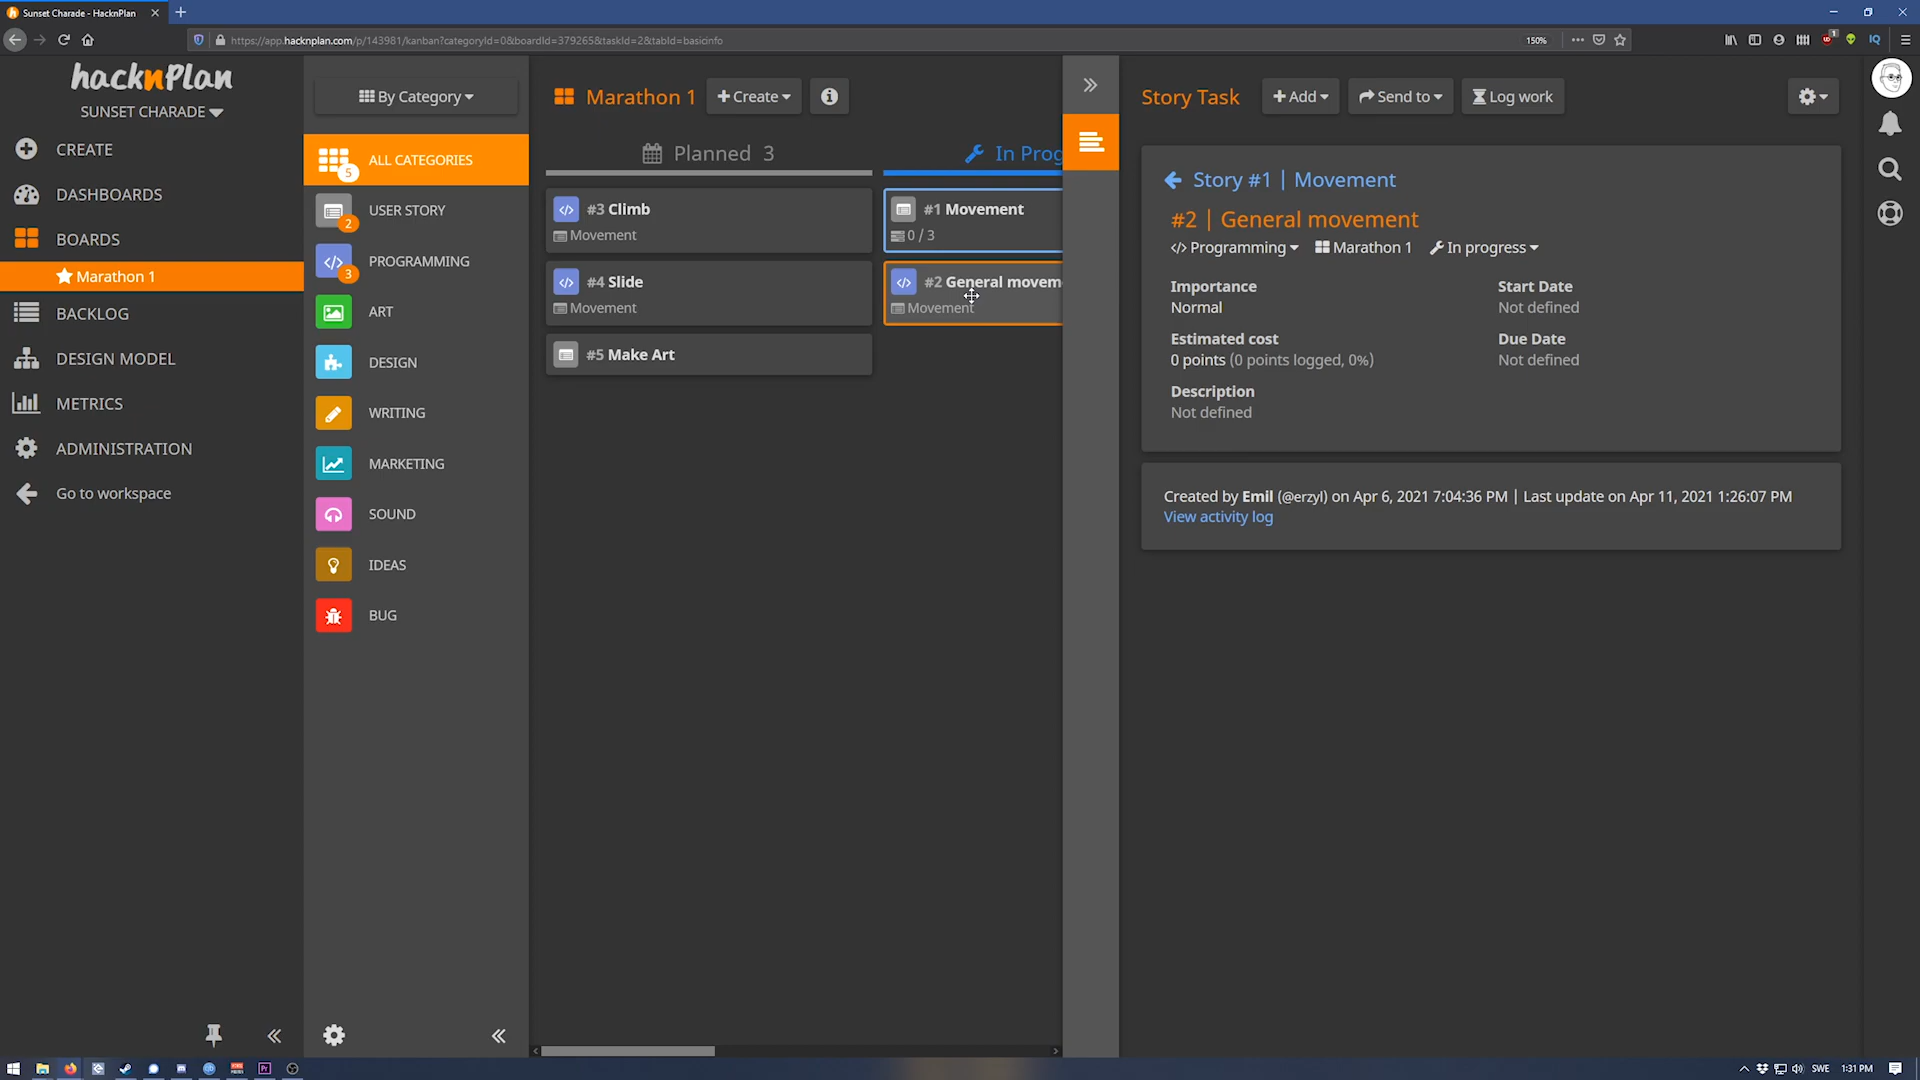 Sunset Charade - HacknPlan
https://app.hacknplan.com/p/143981/kanban?categoryId=0&boardId=379265&taskId=2&tabId=basicinfo
150%
1
IQ
hacknPlan
SUNSET CHARADE
CREATE
DASHBOARDS
BOARDS
Marathon 1
BACKLOG
DESIGN MODEL
METRICS
ADMINISTRATION
Go to workspace
By Category
ALL CATEGORIES
5
USER STORY
2
PROGRAMMING
3
ART
DESIGN
WRITING
MARKETING
SOUND
IDEAS
BUG
Marathon 1
+Create
Planned 3
#3 Climb
Movement
#4 Slide
Movement
#5 Make Art
In Prog
#1 Movement
0 / 3
#2 General movem
Movement
Story Task
+Add
Send to
Log work
Story #1 | Movement
#2 | General movement
Programming Marathon 1 In progress
Importance
Normal
Start Date
Not defined
Estimated cost
0 points (0 points logged, 0%)
Due Date
Not defined
Description
Not defined
Created by Emil (@erzyl) on Apr 6, 2021 7:04:36 PM | Last update on Apr 11, 2021 1:26:07 PM
View activity log
Pr
SWE
1:31 PM